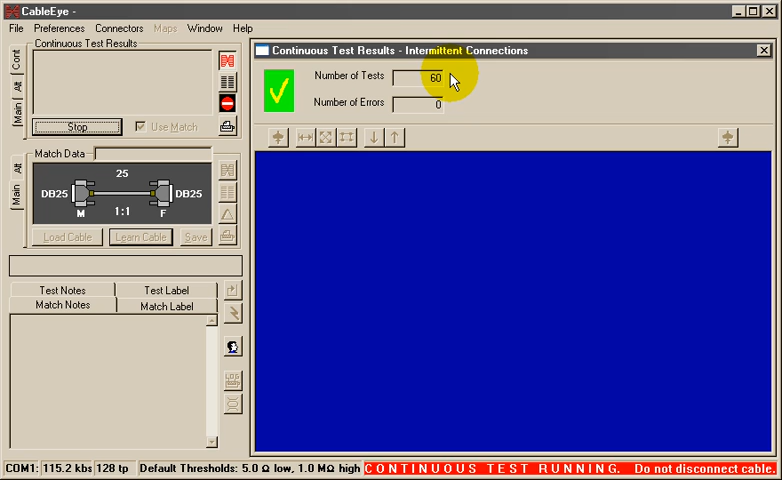 CableEye -
File Preferences Connectors Maps Window Help
Continuous Test Results
Cont
Alt
Main
Stop
Use Match
Match Data
Alt
Main
25
DB25 DB25
M 1:1 F
Load Cable Learn Cable Save
Test Notes Test Label
Match Notes Match Label
LOG
Continuous Test Results - Intermittent Connections
Number of Tests 60
Number of Errors 0
COM1: 115.2 kbs 128 tp Default Thresholds: 5.0 Ω low, 1.0 MΩ high CONTINUOUS TEST RUNNING. Do not disconnect cable.